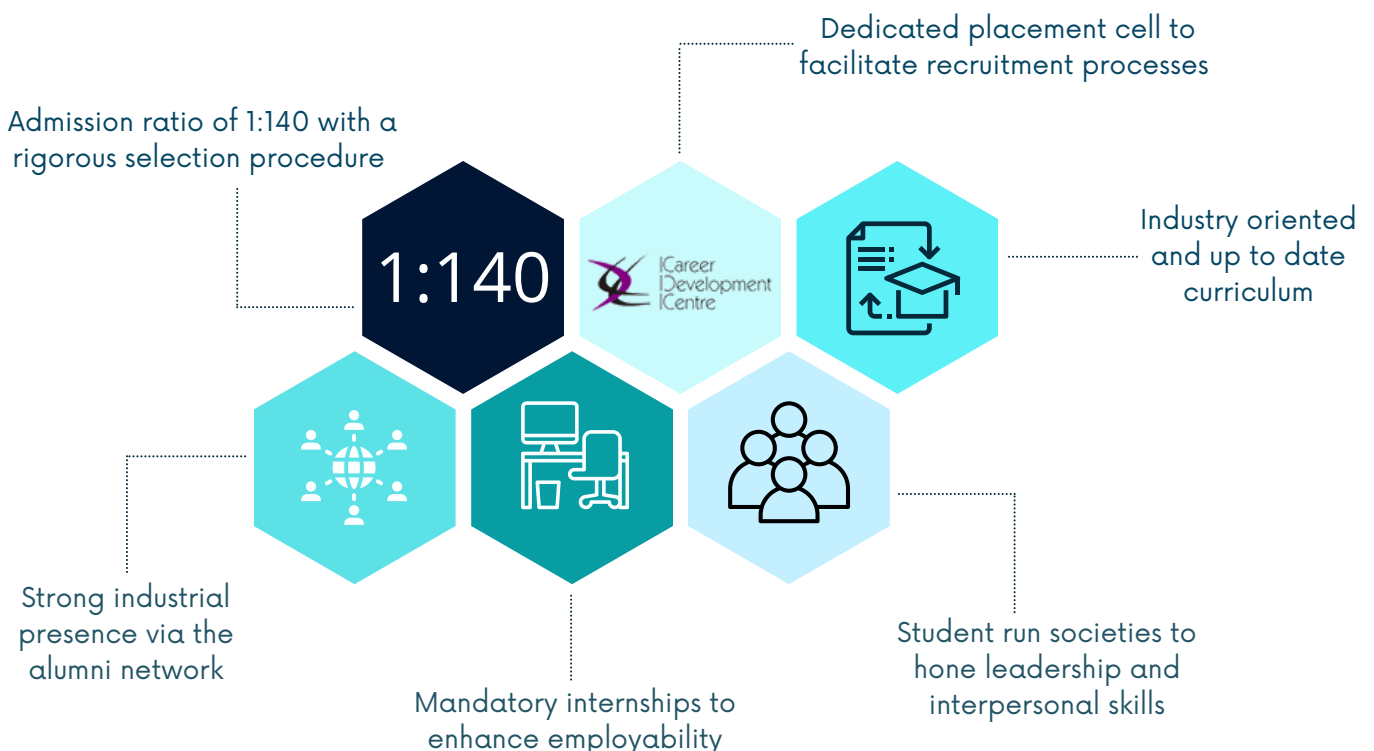 Dedicated placement cell to
facilitate recruitment processes
Admission ratio of 1:140 with a
rigorous selection procedure
1:140
Career
Development
Centre
Industry oriented
and up to date
curriculum
Strong industrial
presence via the
alumni network
Mandatory internships to
enhance employability
Student run societies to
hone leadership and
interpersonal skills